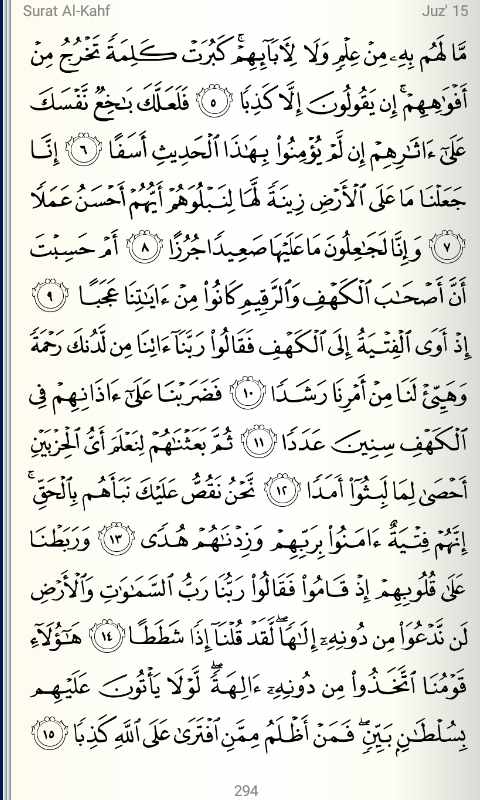 Surat Al-Kahf
Juz' 15
مَّا لَهُم بِهِۦ مِنْ عِلْمٍ وَلَا لِـَٔابَآئِهِمْ ۚ كَبُرَتْ كَلِمَةً تَخْرُجُ مِنْ
أَفْوَٰهِهِمْ ۚ إِن يَقُولُونَ إِلَّا كَذِبًا ٥ فَلَعَلَّكَ بَـٰخِعٌ نَّفْسَكَ
عَلَىٰٓ ءَاثَـٰرِهِمْ إِن لَّمْ يُؤْمِنُوا۟ بِهَـٰذَا ٱلْحَدِيثِ أَسَفًا ٦ إِنَّا
جَعَلْنَا مَا عَلَى ٱلْأَرْضِ زِينَةً لَّهَا لِنَبْلُوَهُمْ أَيُّهُمْ أَحْسَنُ عَمَلًا
٧ وَإِنَّا لَجَـٰعِلُونَ مَا عَلَيْهَا صَعِيدًا جُرُزًا ٨ أَمْ حَسِبْتَ
أَنَّ أَصْحَـٰبَ ٱلْكَهْفِ وَٱلرَّقِيمِ كَانُوا۟ مِنْ ءَايَـٰتِنَا عَجَبًا ٩
إِذْ أَوَى ٱلْفِتْيَةُ إِلَى ٱلْكَهْفِ فَقَالُوا۟ رَبَّنَآ ءَاتِنَا مِن لَّدُنكَ رَحْمَةً
وَهَيِّئْ لَنَا مِنْ أَمْرِنَا رَشَدًا ١٠ فَضَرَبْنَا عَلَىٰٓ ءَاذَانِهِمْ فِى
ٱلْكَهْفِ سِنِينَ عَدَدًا ١١ ثُمَّ بَعَثْنَـٰهُمْ لِنَعْلَمَ أَىُّ ٱلْحِزْبَيْنِ
أَحْصَىٰ لِمَا لَبِثُوٓا۟ أَمَدًا ١٢ نَّحْنُ نَقُصُّ عَلَيْكَ نَبَأَهُم بِٱلْحَقِّ ۚ
إِنَّهُمْ فِتْيَةٌ ءَامَنُوا۟ بِرَبِّهِمْ وَزِدْنَـٰهُمْ هُدًى ١٣ وَرَبَطْنَا
عَلَىٰ قُلُوبِهِمْ إِذْ قَامُوا۟ فَقَالُوا۟ رَبُّنَا رَبُّ ٱلسَّمَـٰوَٰتِ وَٱلْأَرْضِ
لَن نَّدْعُوَا۟ مِن دُونِهِۦٓ إِلَـٰهًا ۖ لَّقَدْ قُلْنَآ إِذًا شَطَطًا ١٤ هَـٰٓؤُلَآءِ
قَوْمُنَا ٱتَّخَذُوا۟ مِن دُونِهِۦٓ ءَالِهَةً ۖ لَّوْلَا يَأْتُونَ عَلَيْهِم
بِسُلْطَـٰنٍۭ بَيِّنٍ ۖ فَمَنْ أَظْلَمُ مِمَّنِ ٱفْتَرَىٰ عَلَى ٱللَّهِ كَذِبًا ١٥
294